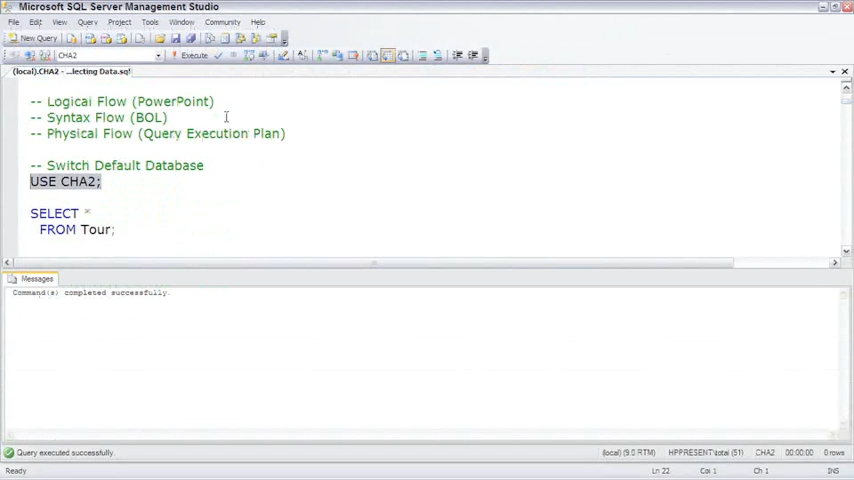 Microsoft SQL Server Management Studio
File Edit View Query Project Tools Window Community Help
New Query
CHA2 Execute
(local).CHA2 - ...lecting Data.sql
-- Logical Flow (PowerPoint)
-- Syntax Flow (BOL)
-- Physical Flow (Query Execution Plan)
-- Switch Default Database
USE CHA2;
SELECT *
FROM Tour;
Messages
Command(s) completed successfully.
Query executed successfully. (local) (9.0 RTM) HPPRESENT\total (51) CHA2 00:00:00 0 rows
Ready Ln 22 Col 1 Ch 1 INS